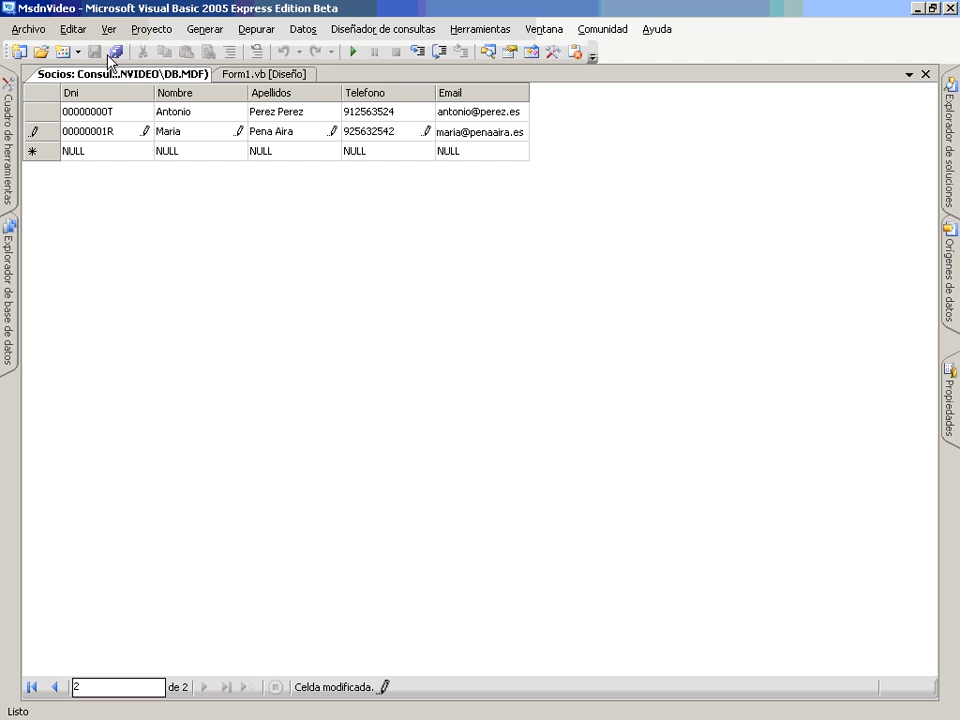 MsdnVideo - Microsoft Visual Basic 2005 Express Edition Beta
Archivo Editar Ver Proyecto Generar Depurar Datos Diseñador de consultas Herramientas Ventana Comunidad Ayuda
Socios: Consul...NVIDEO\DB.MDF) Form1.vb [Diseño]
Dni Nombre Apellidos Telefono Email
00000000T Antonio Perez Perez 912563524 antonio@perez.es
00000001R Maria Pena Aira 925632542 maria@penaaira.es
NULL NULL NULL NULL NULL
Cuadro de herramientas
Explorador de base de datos
Explorador de soluciones
Orígenes de datos
Propiedades
2 de 2 Celda modificada.
Listo